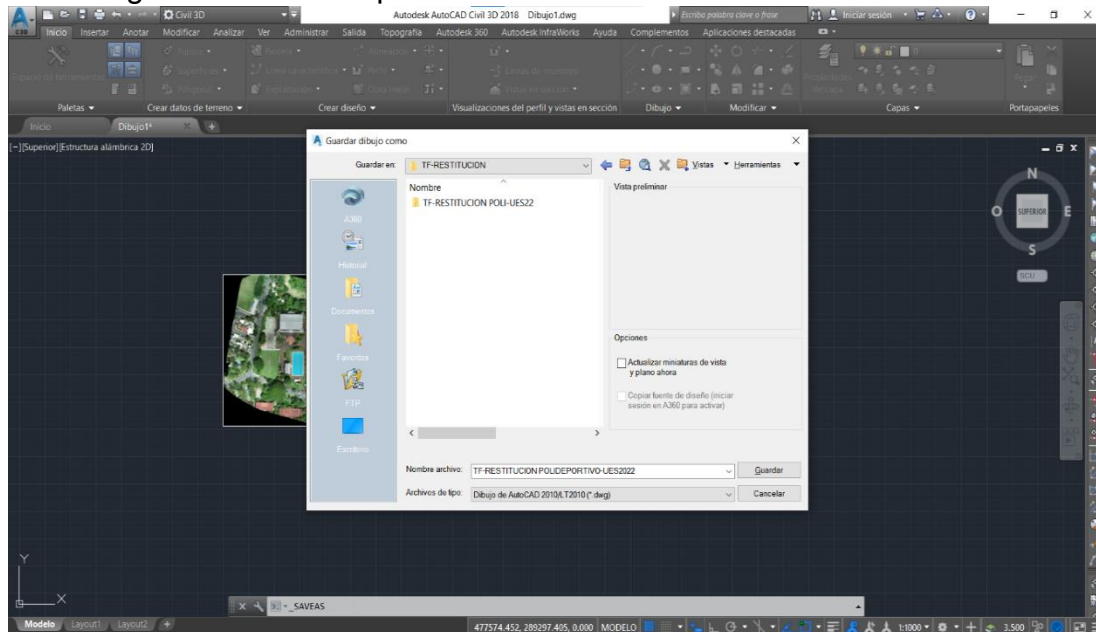 Civil 3D
Autodesk AutoCAD Civil 3D 2018 Dibujo1.dwg
Escriba palabra clave o frase
Iniciar sesión
C3D
Inicio Insertar Anotar Modificar Analizar Ver Administrar Salida Topografía Autodesk 360 Autodesk InfraWorks Ayuda Complementos Aplicaciones destacadas
Paletas
Crear datos de terreno
Crear diseño
Visualizaciones del perfil y vistas en sección
Dibujo
Modificar
Capas
Portapapeles
Inicio
Dibujo1*
[−][Superior][Estructura alámbrica 2D]
Guardar dibujo como
Guardar en:
TF-RESTITUCION
Vistas
Herramientas
Nombre
Vista preliminar
TF-RESTITUCION POLI-UES22
A360
Historial
Documentos
Favoritos
FTP
Escritorio
Opciones
Actualizar miniaturas de vista
y plano ahora
Copiar fuente de diseño (iniciar
sesión en A360 para activar)
Nombre archivo:
TF-RESTITUCION POLIDEPORTIVO-UES2022
Guardar
Archivos de tipo:
Dibujo de AutoCAD 2010/LT2010 (*.dwg)
Cancelar
N
O
SUPERIOR
E
S
SCU
Y
X
_SAVEAS
Modelo
Layout1
Layout2
477574.452, 289297.405, 0.000
MODELO
1:1000
3.500